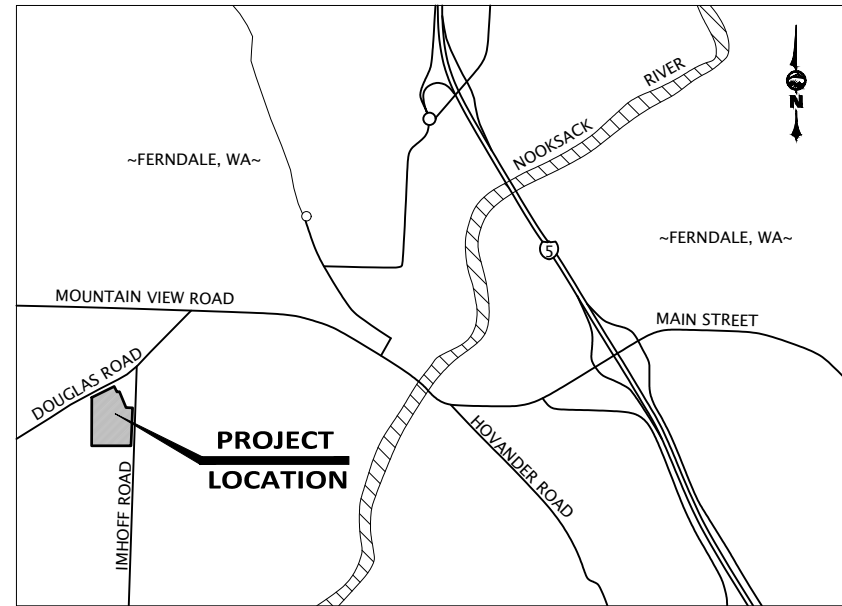 RIVER
NOOKSACK
N
~FERNDALE, WA~
~FERNDALE, WA~
5
MOUNTAIN VIEW ROAD
MAIN STREET
DOUGLAS ROAD
PROJECT
LOCATION
HOVANDER ROAD
IMHOFF ROAD